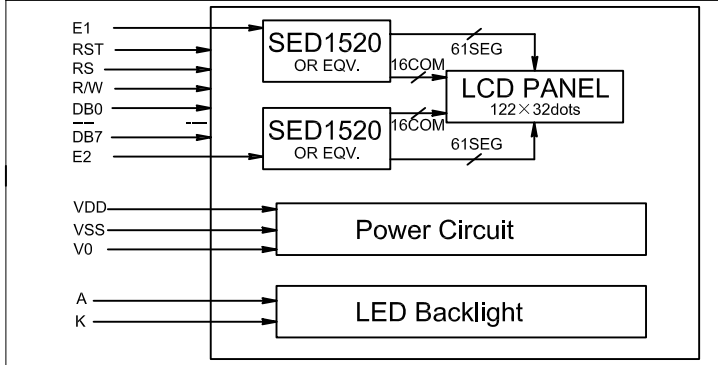 E1
RST
RS
R/W
DB0
DB7
E2
SED1520
OR EQV.
61SEG
16COM
LCD PANEL
122×32dots
SED1520
OR EQV.
16COM
61SEG
VDD
VSS
V0
Power Circuit
A
K
LED Backlight